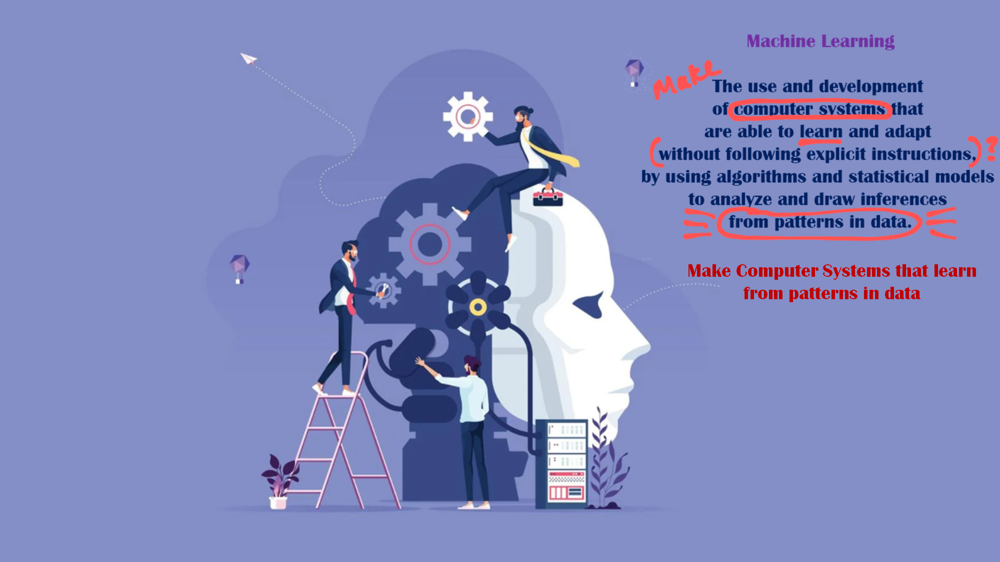 Machine Learning
Make
The use and development
of computer systems that
are able to learn and adapt
(without following explicit instructions,)?
by using algorithms and statistical models
to analyze and draw inferences
from patterns in data.
Make Computer Systems that learn
from patterns in data